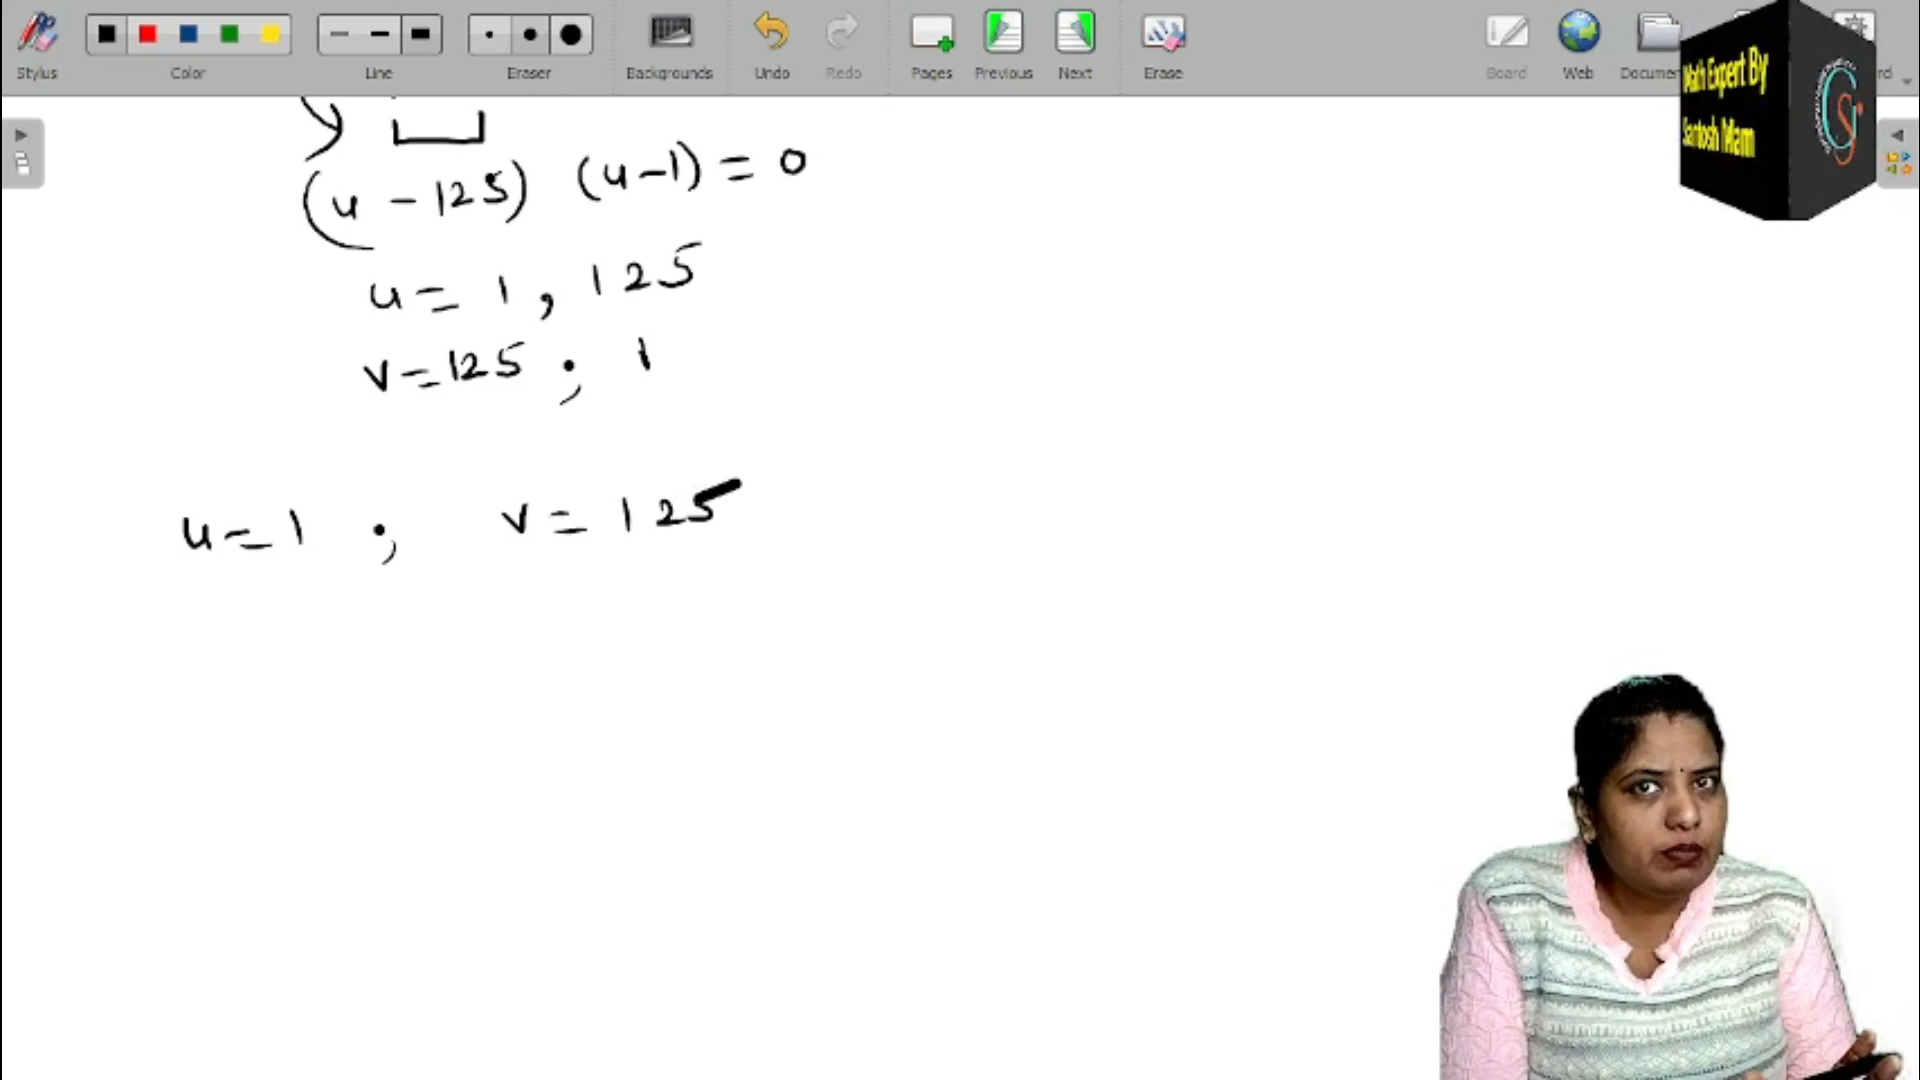 Stylus Color Line Eraser Backgrounds Undo Redo Pages Previous Next Erase Board Web
Math Expert By
Santosh Mam
(u - 125) (u-1) = 0
u = 1 , 125
v = 125 ; 1
u = 1 ; v = 125